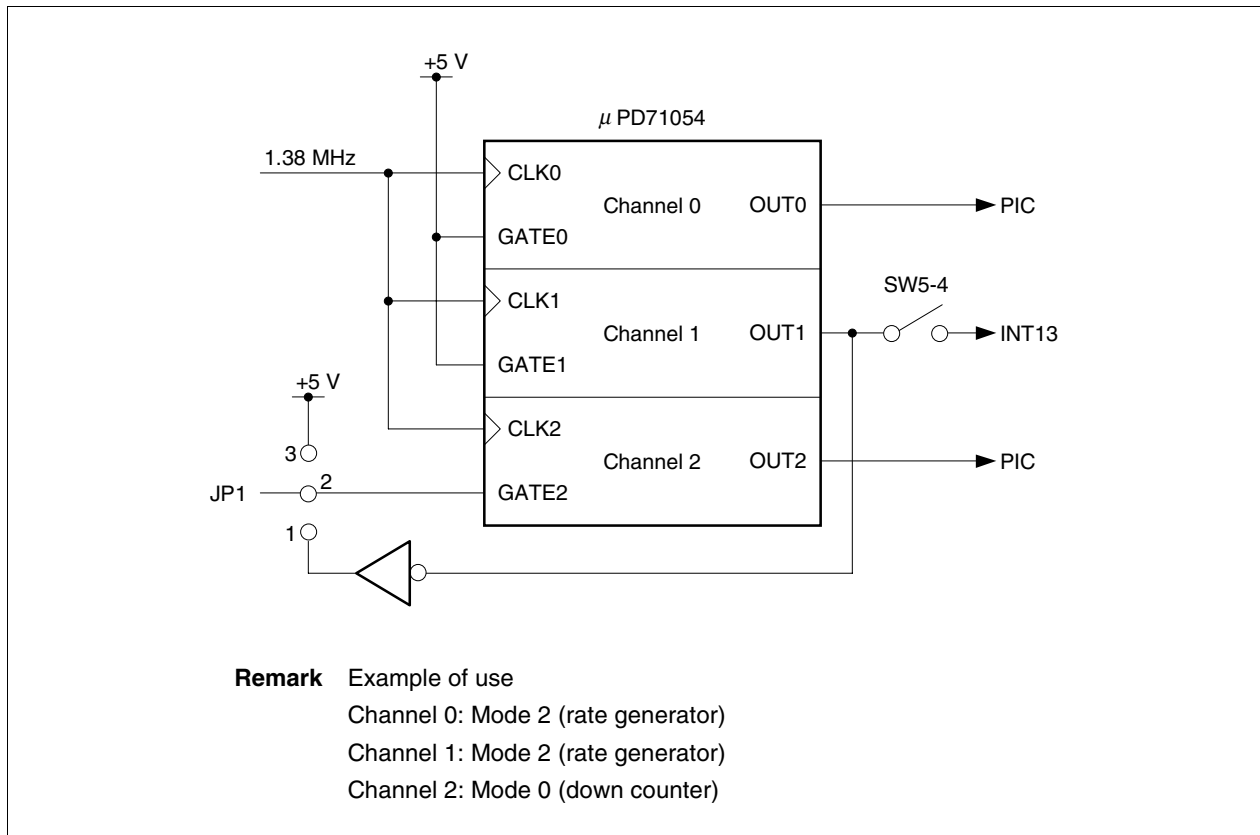 +5 V
μ PD71054
1.38 MHz
CLK0
Channel 0
OUT0
PIC
GATE0
CLK1
SW5-4
Channel 1
OUT1
INT13
GATE1
+5 V
CLK2
3
Channel 2
OUT2
PIC
JP1
2
GATE2
1
Remark Example of use
Channel 0: Mode 2 (rate generator)
Channel 1: Mode 2 (rate generator)
Channel 2: Mode 0 (down counter)